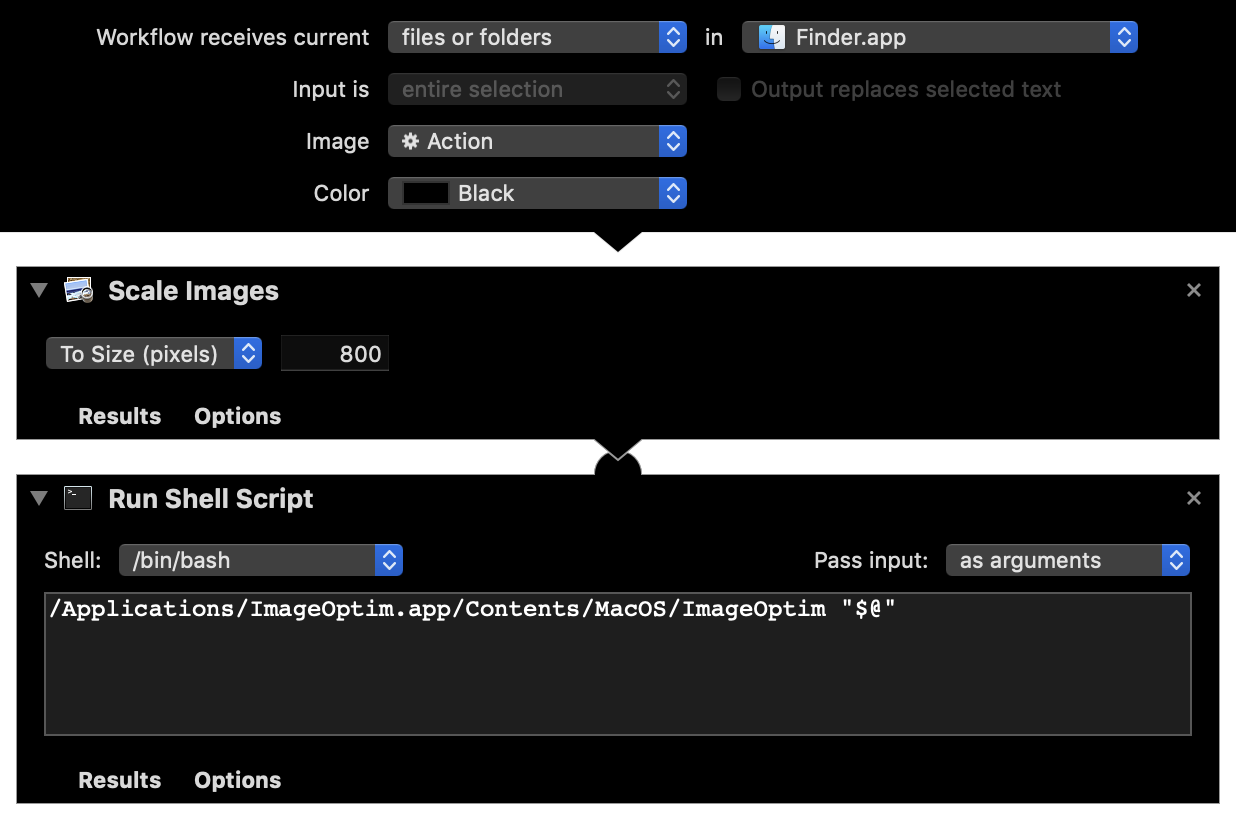 Workflow receives current files or folders in Finder.app
Input is entire selection Output replaces selected text
Image Action
Color Black
Scale Images
To Size (pixels) 800
Results Options
Run Shell Script
Shell: /bin/bash Pass input: as arguments
/Applications/ImageOptim.app/Contents/MacOS/ImageOptim "$@"
Results Options